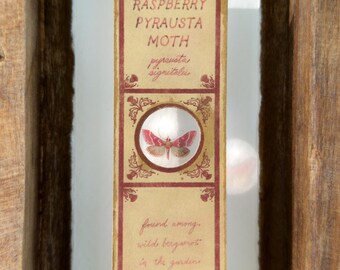 RASPBERRY
PYRAUSTA
MOTH
pyrausta
signatalis
found among
wild bergamot
in the garden